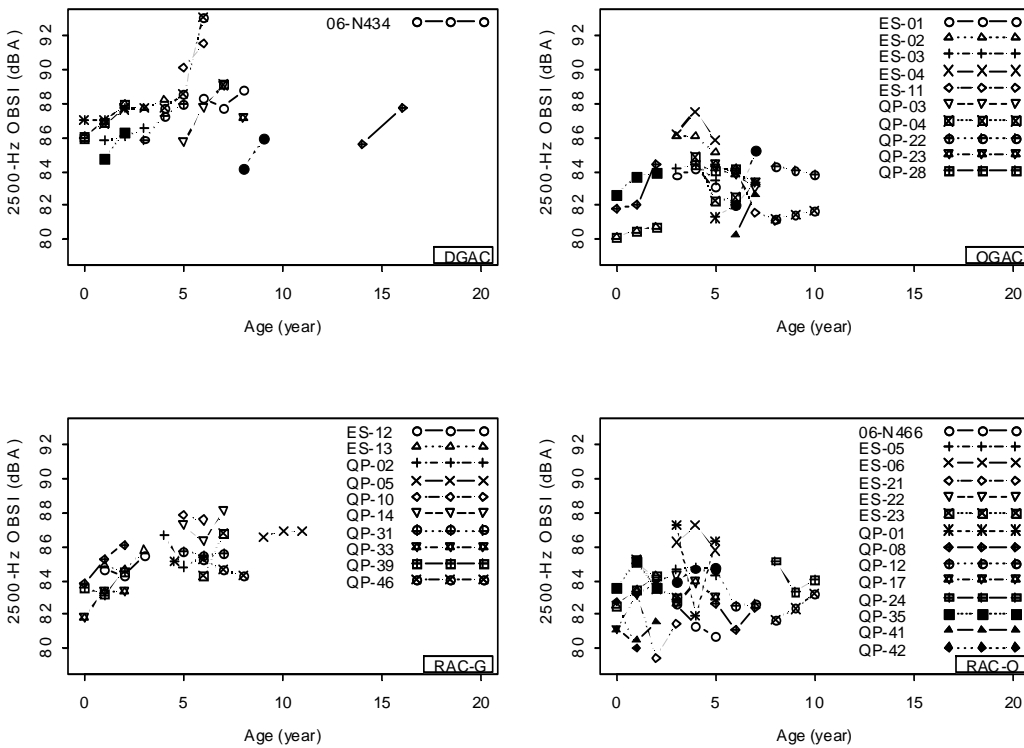 06-N434
2500-Hz OBSI (dBA)
92
90
88
86
84
82
80
DGAC
0 5 10 15 20
Age (year)
ES-01
ES-02
ES-03
ES-04
ES-11
QP-03
QP-04
QP-22
QP-23
QP-28
2500-Hz OBSI (dBA)
92
90
88
86
84
82
80
OGAC
0 5 10 15 20
Age (year)
ES-12
ES-13
QP-02
QP-05
QP-10
QP-14
QP-31
QP-33
QP-39
QP-46
2500-Hz OBSI (dBA)
92
90
88
86
84
82
80
RAC-G
0 5 10 15 20
Age (year)
06-N466
ES-05
ES-06
ES-21
ES-22
ES-23
QP-01
QP-08
QP-12
QP-17
QP-24
QP-35
QP-41
QP-42
2500-Hz OBSI (dBA)
92
90
88
86
84
82
80
RAC-O
0 5 10 15 20
Age (year)